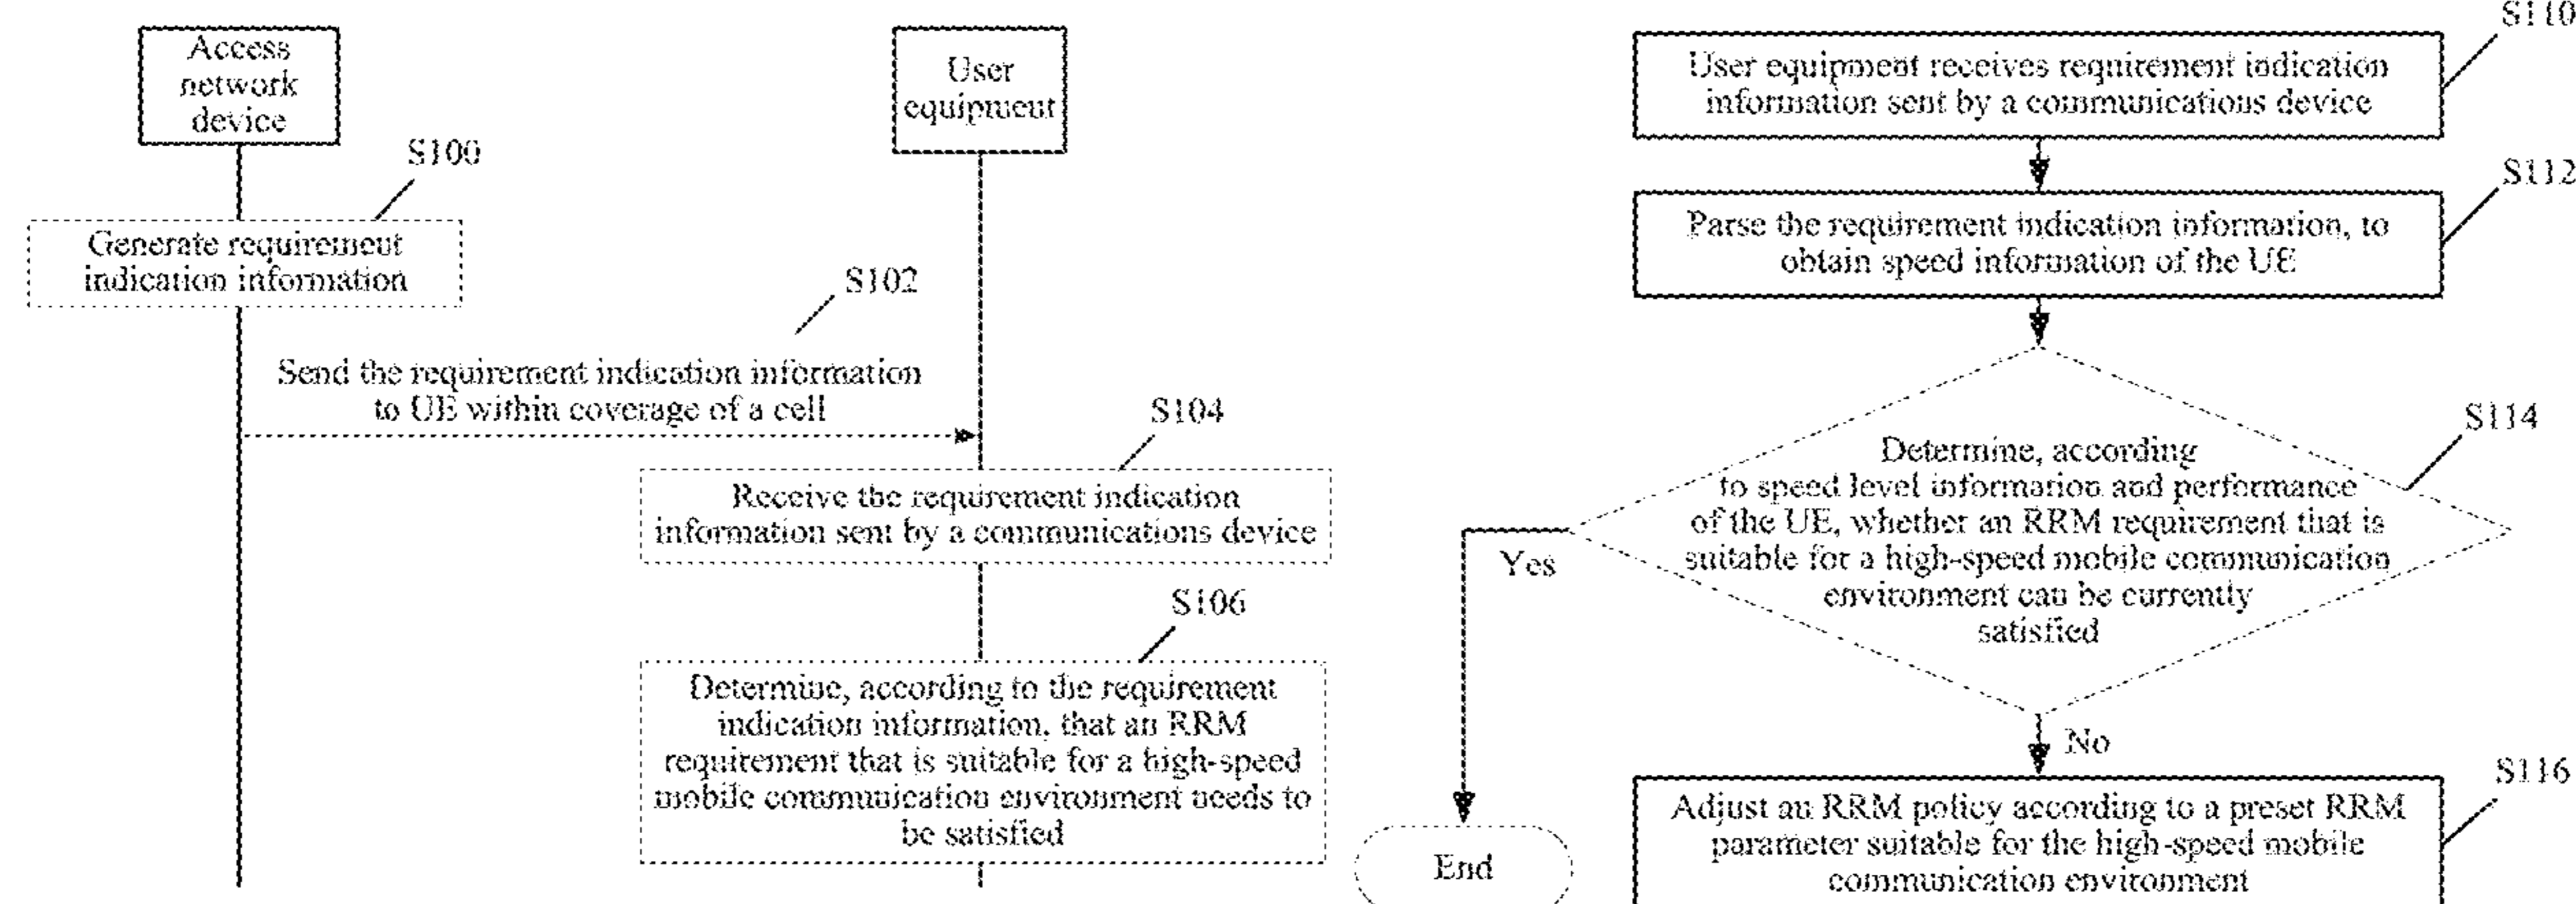 Access
network
device
User
equipment
S100
Generate requirement
indication information
S102
Send the requirement indication information
to UE within coverage of a cell
S104
Receive the requirement indication
information sent by a communications device
S106
Determine, according to the requirement
indication information, that an RRM
requirement that is suitable for a high-speed
mobile communication environment needs to
be satisfied
S110
User equipment receives requirement indication
information sent by a communications device
S112
Parse the requirement indication information, to
obtain speed information of the UE
S114
Determine, according
to speed level information and performance
of the UE, whether an RRM requirement that is
suitable for a high-speed mobile communication
environment can be currently
satisfied
Yes
End
No
S116
Adjust an RRM policy according to a preset RRM
parameter suitable for the high-speed mobile
communication environment